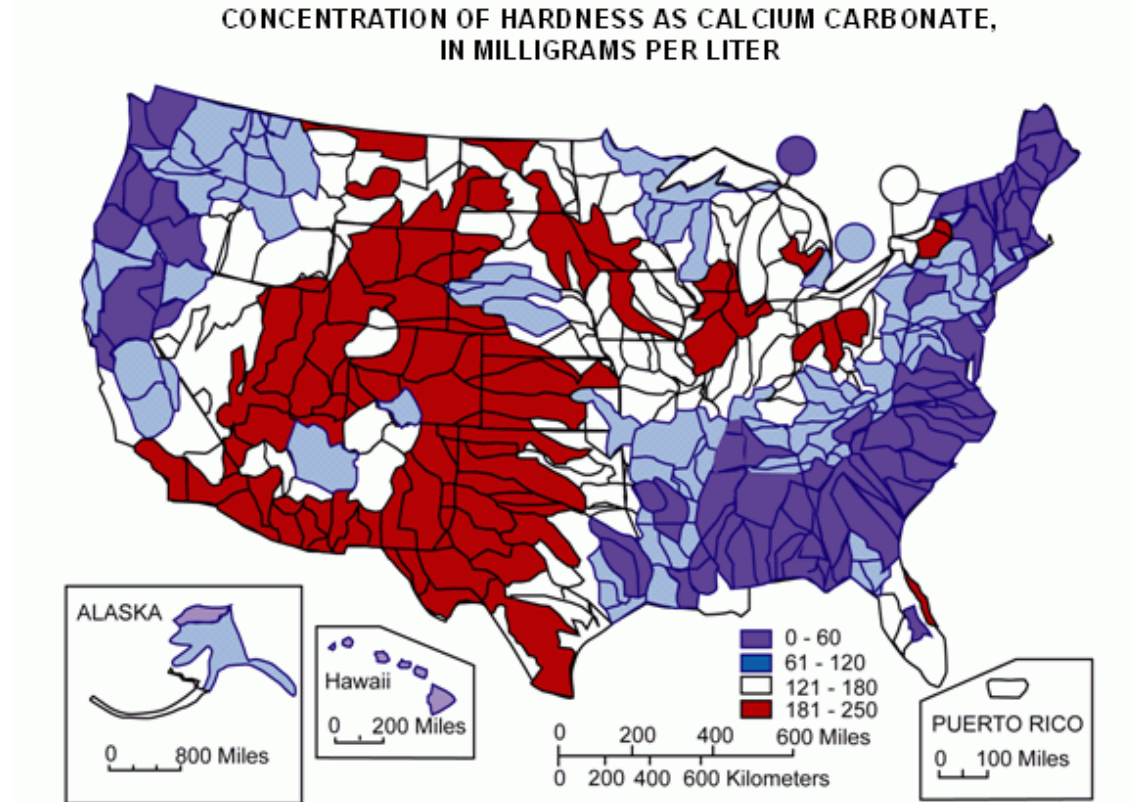 CONCENTRATION OF HARDNESS AS CALCIUM CARBONATE,
IN MILLIGRAMS PER LITER
ALASKA
0 800 Miles
Hawaii
0 200 Miles
0 - 60
61 - 120
121 - 180
181 - 250
0 200 400 600 Miles
0 200 400 600 Kilometers
PUERTO RICO
0 100 Miles